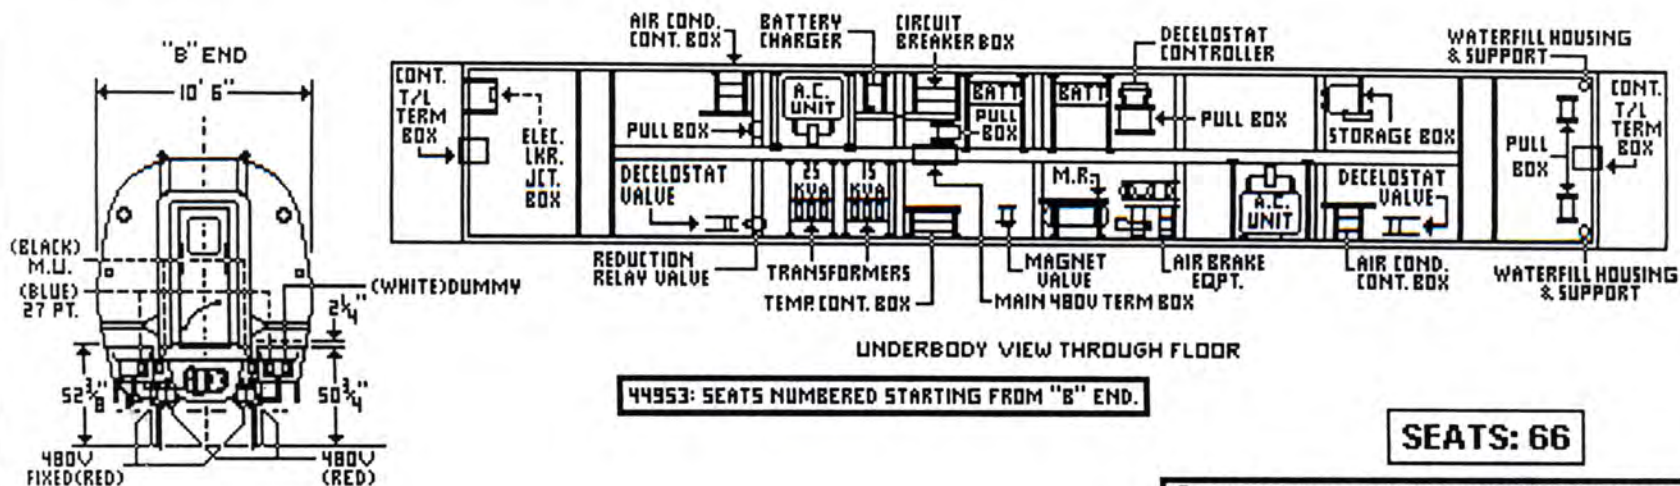 "B" END
10' 6"
(BLACK)
M.U.
(BLUE)
27 PT.
(WHITE)DUMMY
2¼"
52⅜"
50¾"
480V
FIXED(RED)
480V
(RED)
AIR COND.
CONT. BOX
BATTERY
CHARGER
CIRCUIT
BREAKER BOX
DECELOSTAT
CONTROLLER
WATERFILL HOUSING
& SUPPORT
CONT.
T/L
TERM
BOX
ELEC.
LKR.
JCT.
BOX
PULL BOX
A.C.
UNIT
BATT.
PULL
BOX
BATT.
PULL BOX
STORAGE BOX
PULL
BOX
CONT.
T/L
TERM
BOX
DECELOSTAT
VALVE
25
KVA
15
KVA
M.R.
A.C.
UNIT
DECELOSTAT
VALVE
REDUCTION
RELAY VALVE
TRANSFORMERS
TEMP. CONT. BOX
MAIN 480V TERM BOX
MAGNET
VALVE
AIR BRAKE
EQPT.
AIR COND.
CONT. BOX
WATERFILL HOUSING
& SUPPORT
UNDERBODY VIEW THROUGH FLOOR
44953: SEATS NUMBERED STARTING FROM "B" END.
SEATS: 66